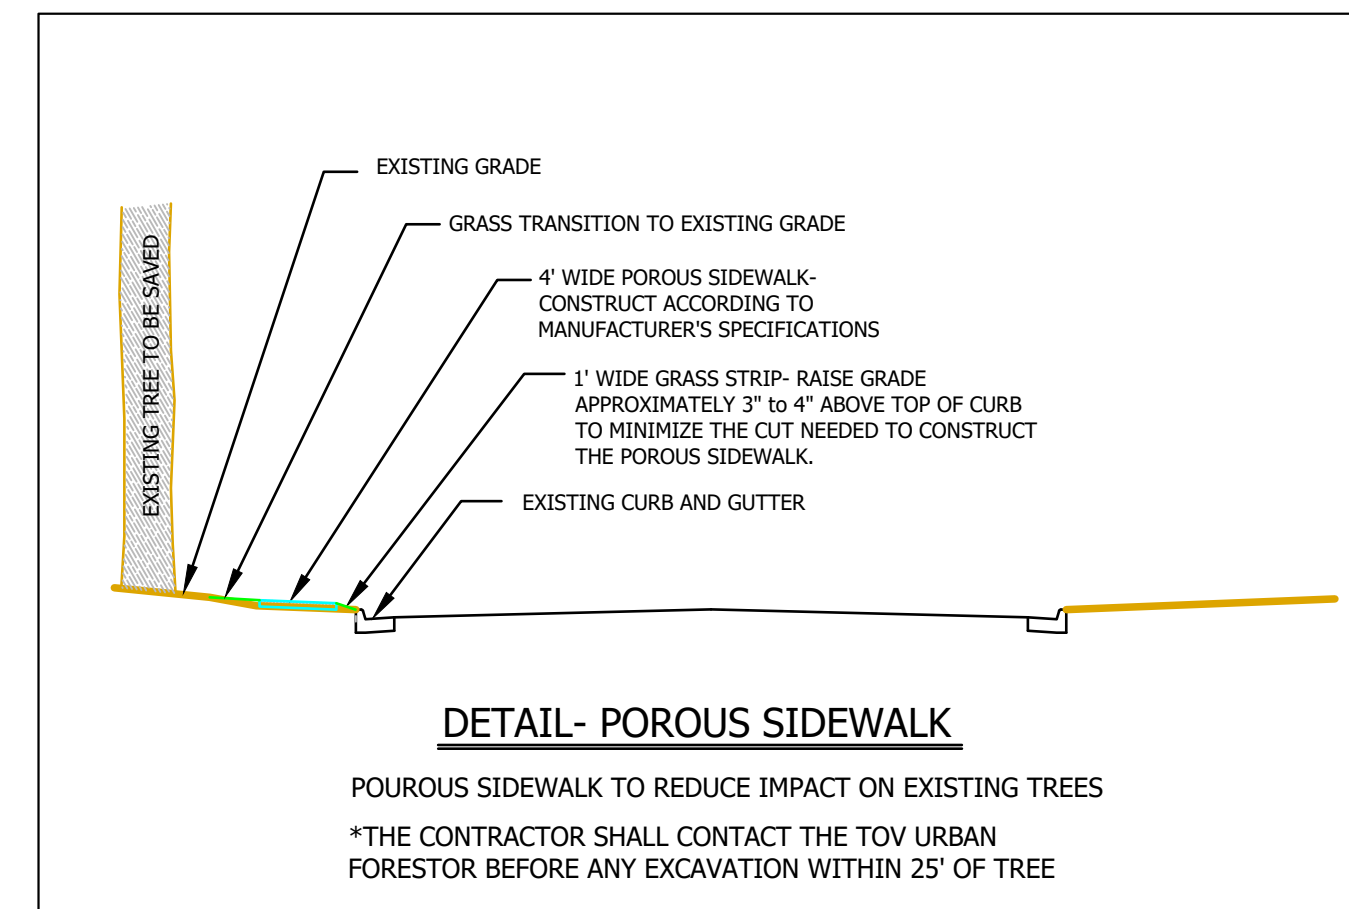 EXISTING GRADE
GRASS TRANSITION TO EXISTING GRADE
4' WIDE POROUS SIDEWALK-
CONSTRUCT ACCORDING TO
MANUFACTURER'S SPECIFICATIONS
1' WIDE GRASS STRIP- RAISE GRADE
APPROXIMATELY 3" to 4" ABOVE TOP OF CURB
TO MINIMIZE THE CUT NEEDED TO CONSTRUCT
THE POROUS SIDEWALK.
EXISTING CURB AND GUTTER
EXISTING TREE TO BE SAVED
DETAIL- POROUS SIDEWALK
POUROUS SIDEWALK TO REDUCE IMPACT ON EXISTING TREES
*THE CONTRACTOR SHALL CONTACT THE TOV URBAN
FORESTOR BEFORE ANY EXCAVATION WITHIN 25' OF TREE